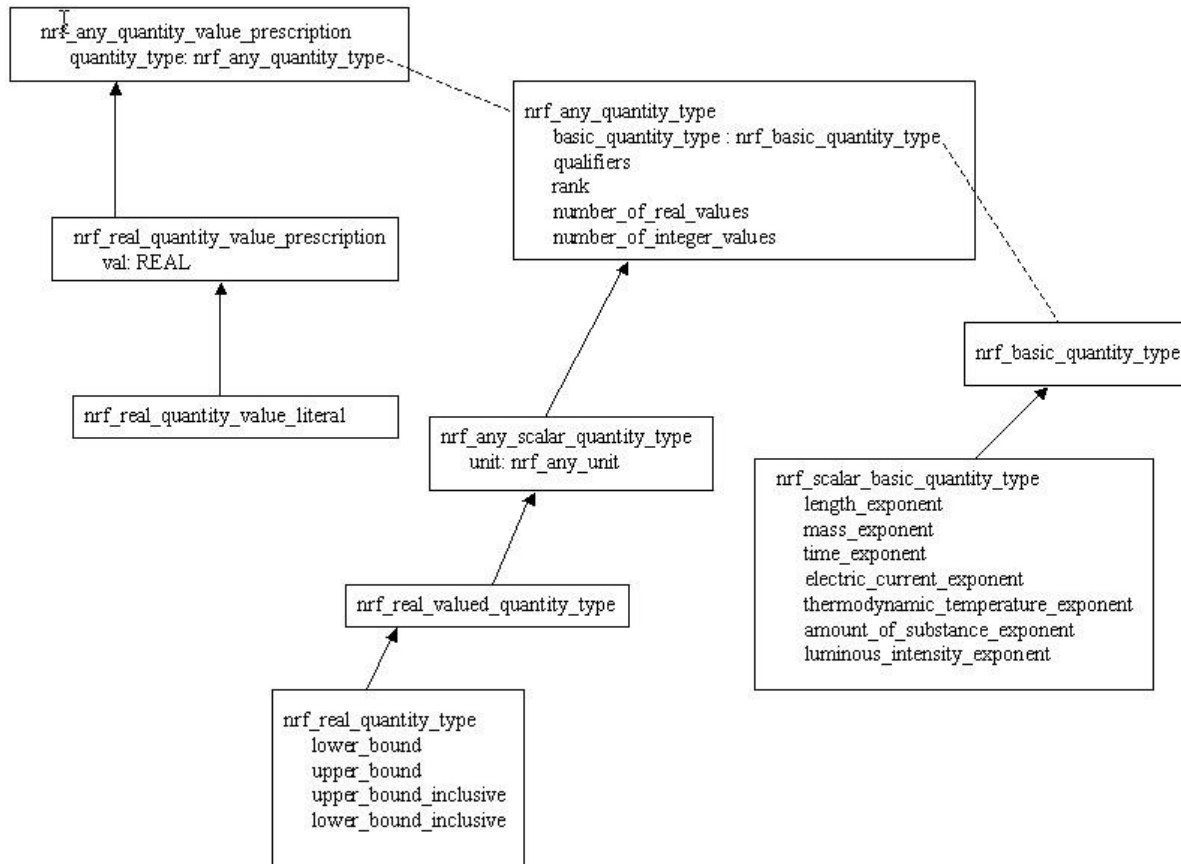 nrf_any_quantity_value_prescription
quantity_type: nrf_any_quantity_type
nrf_any_quantity_type
basic_quantity_type : nrf_basic_quantity_type
qualifiers
rank
number_of_real_values
number_of_integer_values
nrf_real_quantity_value_prescription
val: REAL
nrf_basic_quantity_type
nrf_real_quantity_value_literal
nrf_any_scalar_quantity_type
unit: nrf_any_unit
nrf_scalar_basic_quantity_type
length_exponent
mass_exponent
time_exponent
electric_current_exponent
thermodynamic_temperature_exponent
amount_of_substance_exponent
luminous_intensity_exponent
nrf_real_valued_quantity_type
nrf_real_quantity_type
lower_bound
upper_bound
upper_bound_inclusive
lower_bound_inclusive